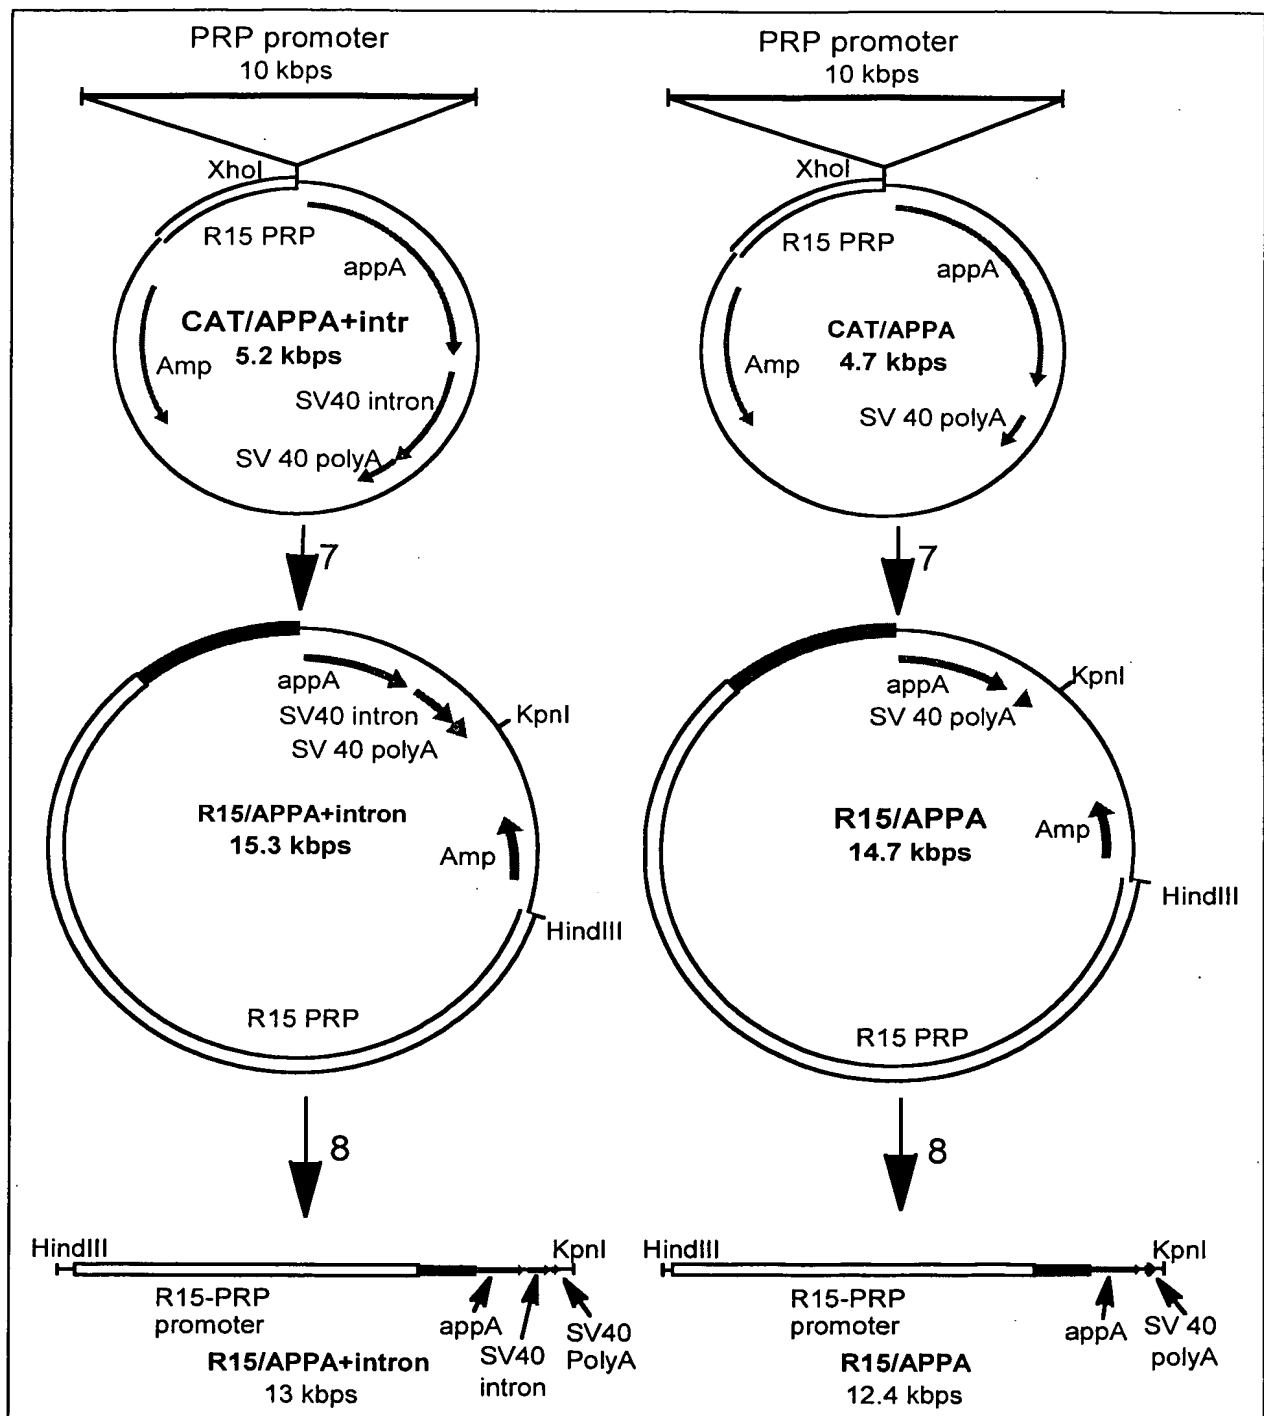 PRP promoter
10 kbps
XhoI
R15 PRP
appA
CAT/APPA+intr
5.2 kbps
Amp
SV40 intron
SV 40 polyA
7
appA
SV40 intron
SV 40 polyA
KpnI
R15/APPA+intron
15.3 kbps
Amp
HindIII
R15 PRP
8
HindIII
KpnI
R15-PRP
promoter
appA
SV40
intron
SV40
PolyA
R15/APPA+intron
13 kbps
PRP promoter
10 kbps
XhoI
R15 PRP
appA
CAT/APPA
4.7 kbps
Amp
SV 40 polyA
7
appA
SV 40 polyA
KpnI
R15/APPA
14.7 kbps
Amp
HindIII
R15 PRP
8
HindIII
KpnI
R15-PRP
promoter
appA
SV 40
polyA
R15/APPA
12.4 kbps